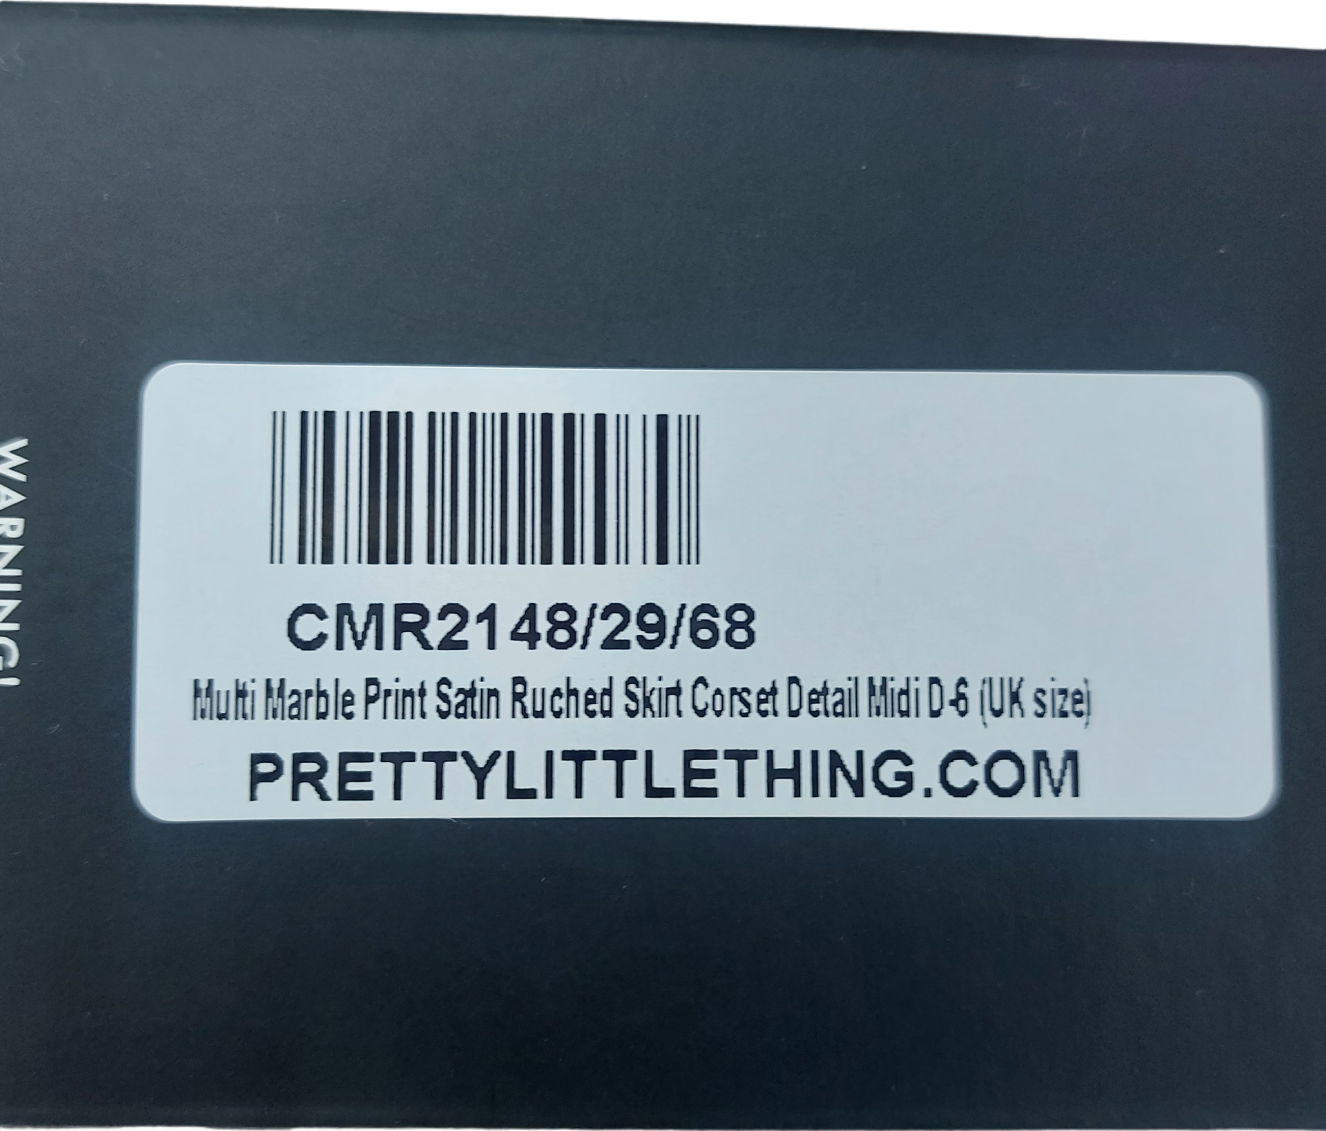 WARNING!
CMR2148/29/68
Multi Marble Print Satin Ruched Skirt Corset Detail Midi D-6 (UK size)
PRETTYLITTLETHING.COM